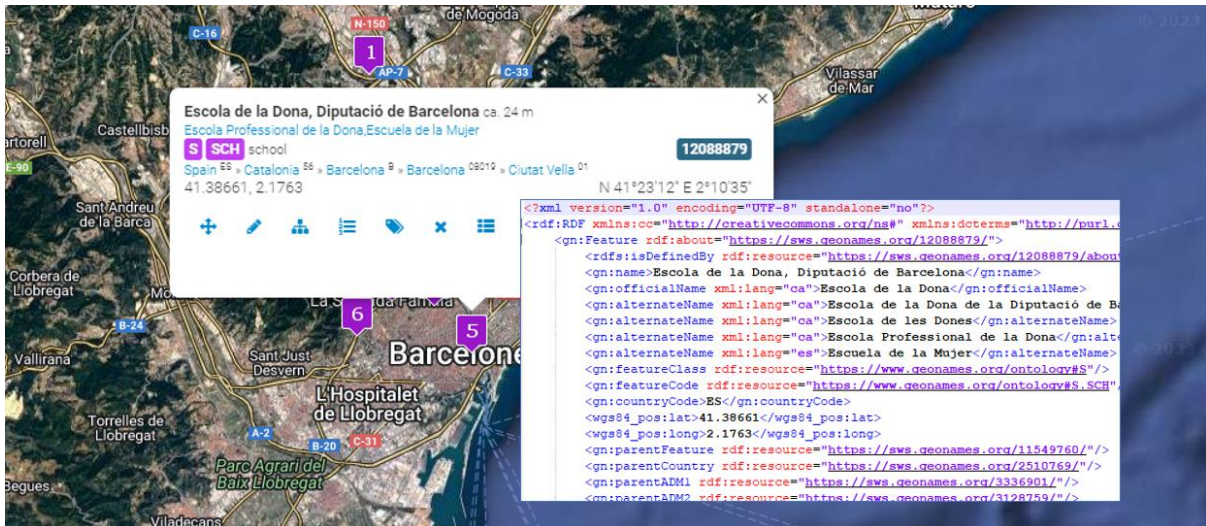 de Mogoda
© 2023
N-150
C-16
1
AP-7
C-33
Vilassar
de Mar
Castellbisb
E-90
Escola de la Dona, Diputació de Barcelona ca. 24 m
Escola Professional de la Dona,Escuela de la Mujer
S SCH school
12088879
Spain ES » Catalonia 56 » Barcelona B » Barcelona 08019 » Ciutat Vella 01
41.38661, 2.1763
N 41°23'12" E 2°10'35"
Sant Andreu
de la Barca
Corbera de
Llobregat
B-24
6
5
Vallirana
Sant Just
Desvern
L'Hospitalet
de Llobregat
Torrelles de
Llobregat
A-2
B-20
C-31
Parc Agrari del
Baix Llobregat
Begues
Viladecans
<?xml version="1.0" encoding="UTF-8" standalone="no"?>
<rdf:RDF xmlns:cc="http://creativecommons.org/ns#" xmlns:dcterms="http://purl.
<gn:Feature rdf:about="https://sws.geonames.org/12088879/">
<rdfs:isDefinedBy rdf:resource="https://sws.geonames.org/12088879/about
<gn:name>Escola de la Dona, Diputació de Barcelona</gn:name>
<gn:officialName xml:lang="ca">Escola de la Dona</gn:officialName>
<gn:alternateName xml:lang="ca">Escola de la Dona de la Diputació de Ba
<gn:alternateName xml:lang="ca">Escola de les Dones</gn:alternateName>
<gn:alternateName xml:lang="ca">Escola Professional de la Dona</gn:alte
<gn:alternateName xml:lang="es">Escuela de la Mujer</gn:alternateName>
<gn:featureClass rdf:resource="https://www.geonames.org/ontology#S"/>
<gn:featureCode rdf:resource="https://www.geonames.org/ontology#S.SCH"/
<gn:countryCode>ES</gn:countryCode>
<wgs84_pos:lat>41.38661</wgs84_pos:lat>
<wgs84_pos:long>2.1763</wgs84_pos:long>
<gn:parentFeature rdf:resource="https://sws.geonames.org/11549760/"/>
<gn:parentCountry rdf:resource="https://sws.geonames.org/2510769/"/>
<gn:parentADM1 rdf:resource="https://sws.geonames.org/3336901/"/>
<gn:parentADM2 rdf:resource="https://sws.geonames.org/3128759/"/>